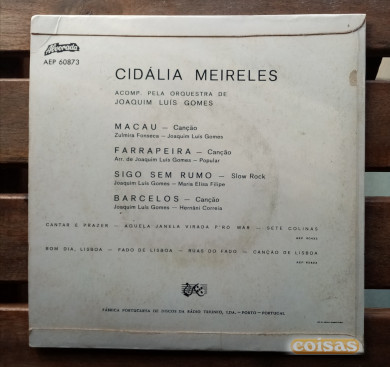 Alvorada
AEP 60873
CIDÁLIA MEIRELES
ACOMP. PELA ORQUESTRA DE
JOAQUIM LUÍS GOMES
MACAU — Canção
Zulmira Fonseca — Joaquim Luís Gomes
FARRAPEIRA — Canção
Arr. de Joaquim Luís Gomes — Popular
SIGO SEM RUMO — Slow Rock
Joaquim Luís Gomes — Maria Elisa Filipe
BARCELOS — Canção
Joaquim Luís Gomes — Hernâni Correia
CANTAR É PRAZER — AQUELA JANELA VIRADA P'RO MAR — SETE COLINAS
BOM DIA, LISBOA — FADO DE LISBOA — RUAS DO FADO — CANÇÃO DE LISBOA
FÁBRICA PORTUGUESA DE DISCOS DA RÁDIO TRIUNFO, LDA. — PORTO — PORTUGAL
coisas